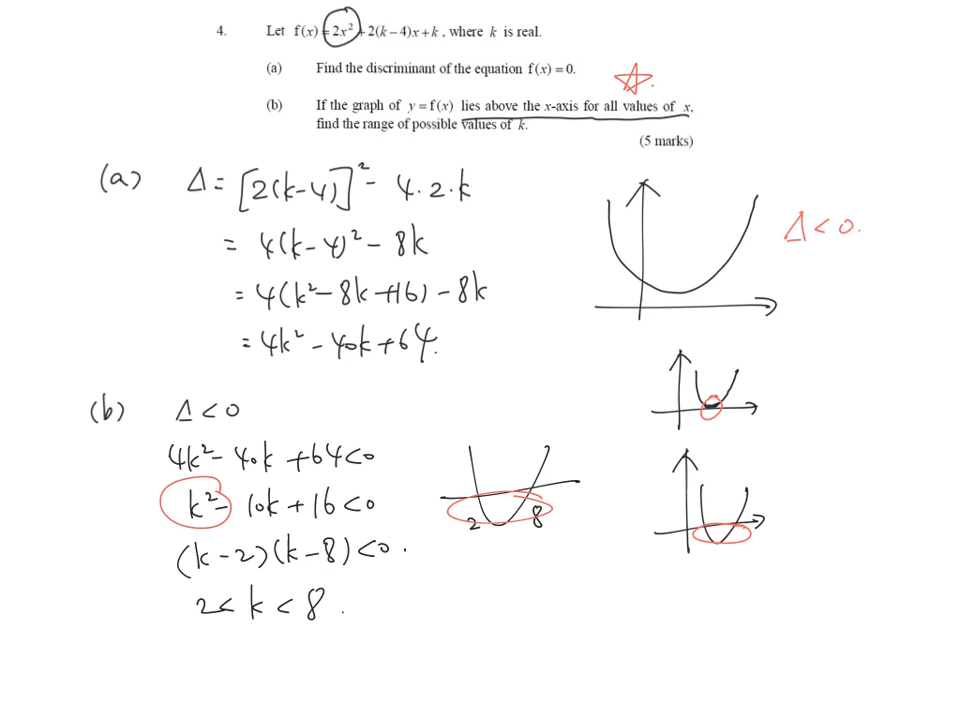 4. Let f(x) = 2x² + 2(k−4)x + k, where k is real.
(a) Find the discriminant of the equation f(x) = 0.
(b) If the graph of y = f(x) lies above the x-axis for all values of x,
find the range of possible values of k.
(5 marks)
(a) Δ = [2(k−4)]² − 4·2·k
= 4(k−4)² − 8k
= 4(k² − 8k + 16) − 8k
= 4k² − 40k + 64.
Δ < 0.
(b) Δ < 0
4k² − 40k + 64 < 0
k² − 10k + 16 < 0
(k − 2)(k − 8) < 0.
2 < k < 8.
2 8